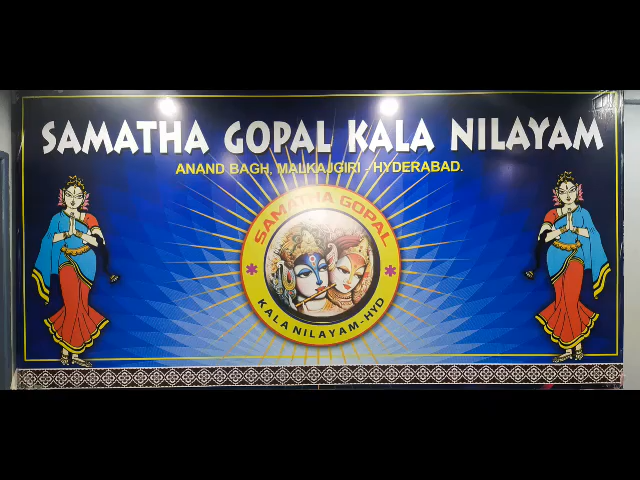 SAMATHA GOPAL KALA NILAYAM
ANAND BAGH, MALKAJGIRI - HYDERABAD.
SAMATHA GOPAL
KALA NILAYAM-HYD